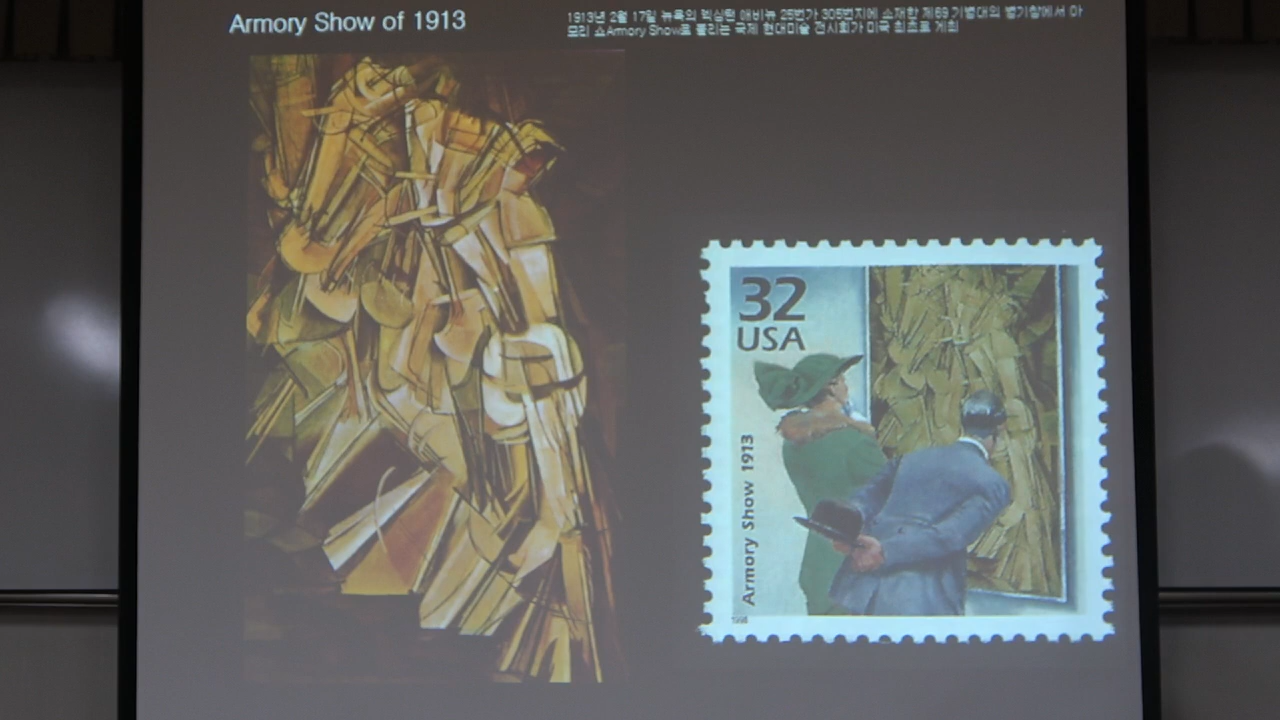 Armory Show of 1913
1913년 2월 17일 뉴욕의 렉싱턴 애비뉴 25번가 305번지에 소재한 제69 기병대의 병기창에서 아
모리 쇼Armory Show로 불리는 국제 현대미술 전시회가 미국 최초로 개최
32
USA
Armory Show 1913
1998